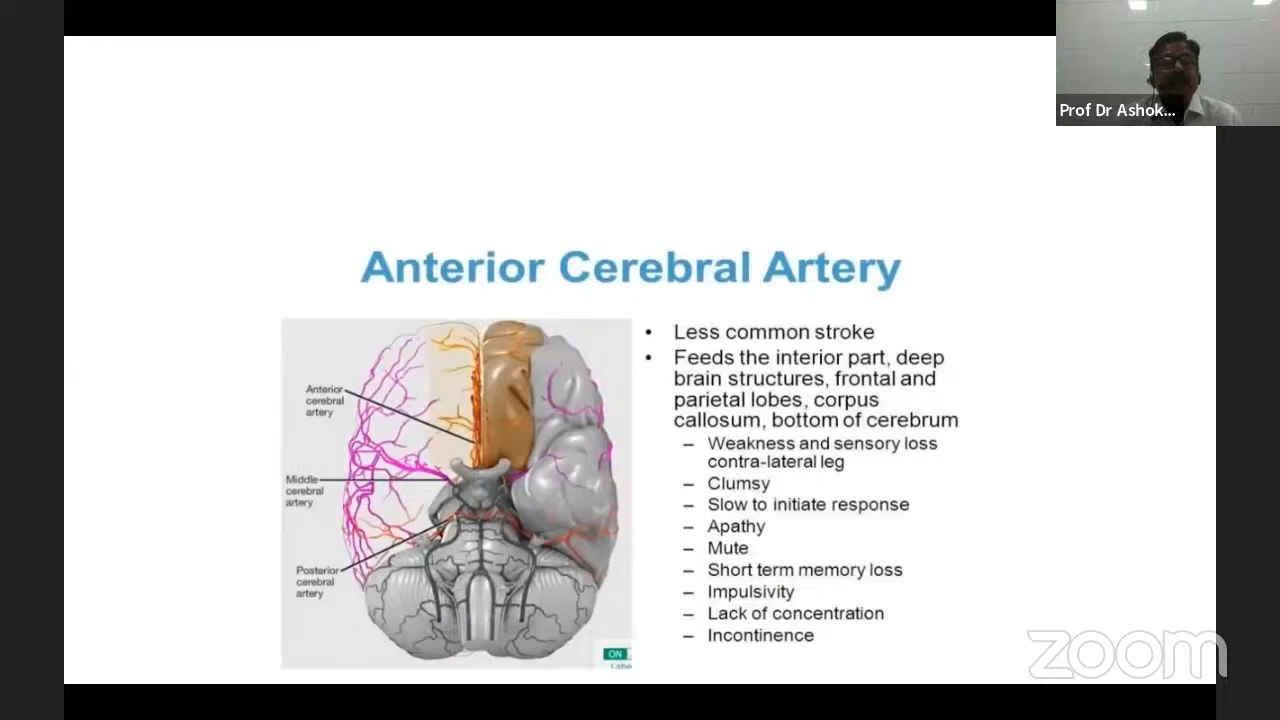 Prof Dr Ashok...
Anterior Cerebral Artery
Anterior
cerebral
artery
Middle
cerebral
artery
Posterior
cerebral
artery
ON
• Less common stroke
• Feeds the interior part, deep
brain structures, frontal and
parietal lobes, corpus
callosum, bottom of cerebrum
– Weakness and sensory loss
contra-lateral leg
– Clumsy
– Slow to initiate response
– Apathy
– Mute
– Short term memory loss
– Impulsivity
– Lack of concentration
– Incontinence
zoom